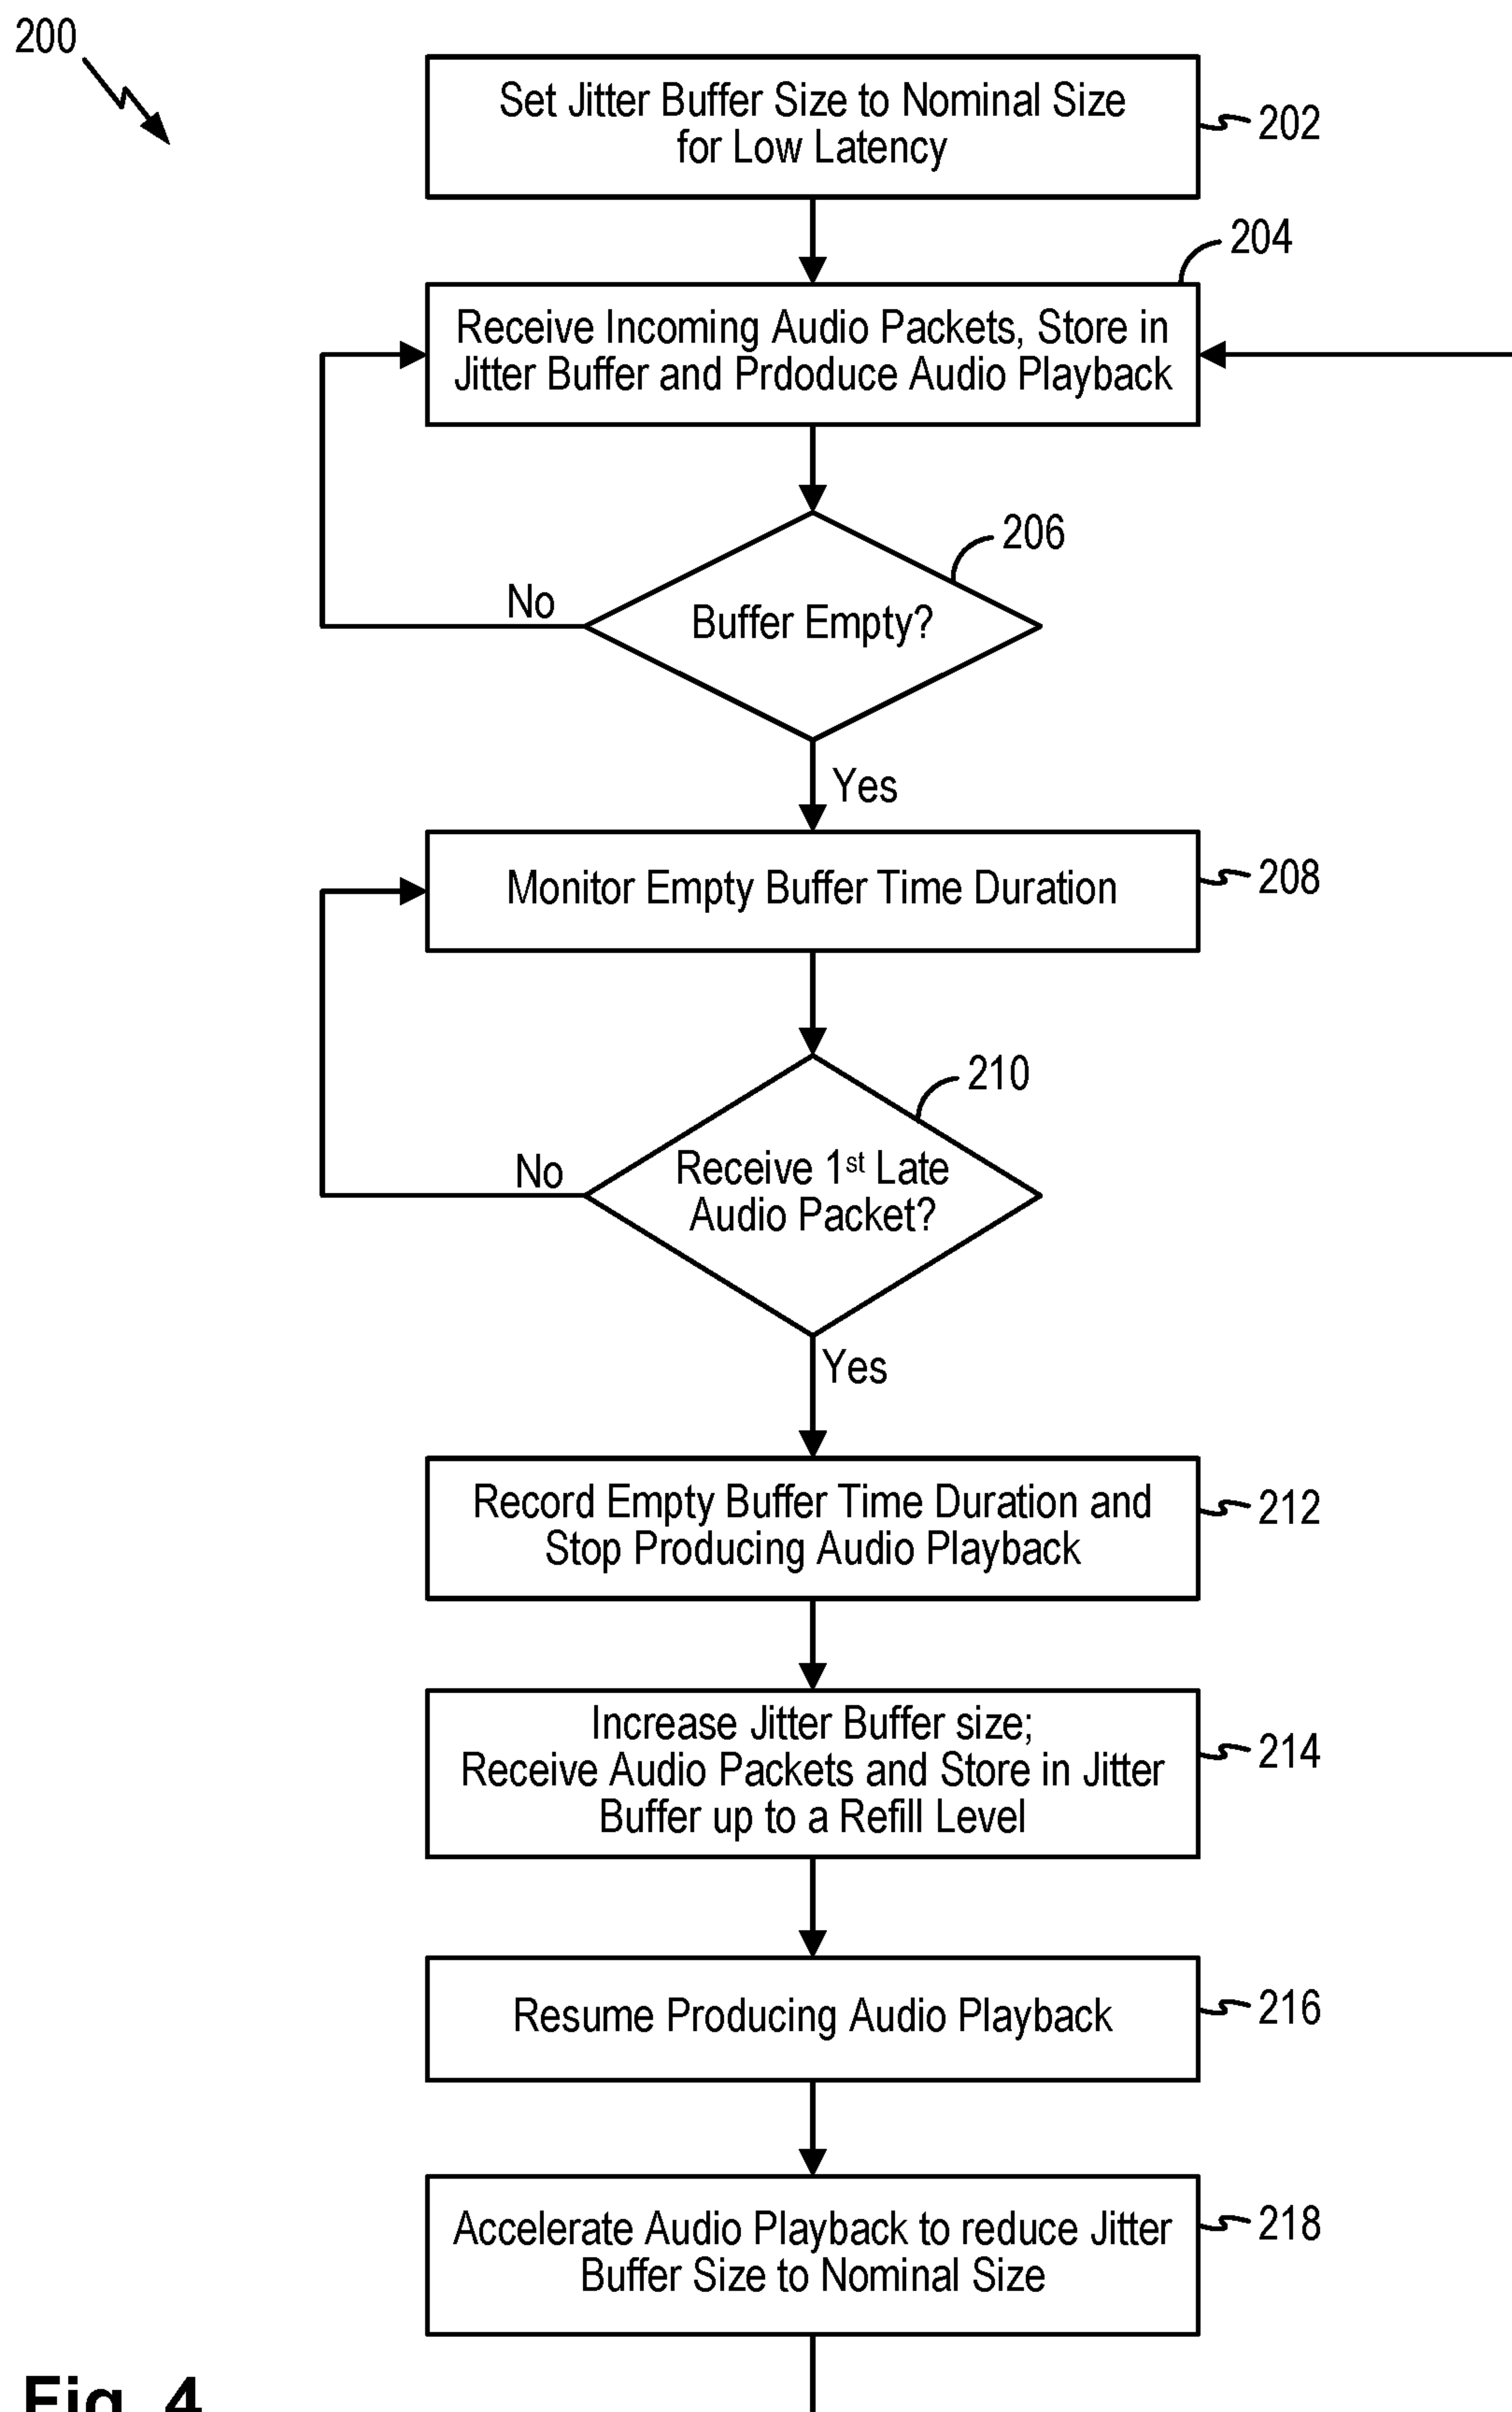 200
Set Jitter Buffer Size to Nominal Size
for Low Latency
202
204
Receive Incoming Audio Packets, Store in
Jitter Buffer and Prdoduce Audio Playback
206
Buffer Empty?
No
Yes
Monitor Empty Buffer Time Duration
208
210
Receive 1st Late
Audio Packet?
No
Yes
Record Empty Buffer Time Duration and
Stop Producing Audio Playback
212
Increase Jitter Buffer size;
Receive Audio Packets and Store in Jitter
Buffer up to a Refill Level
214
Resume Producing Audio Playback
216
Accelerate Audio Playback to reduce Jitter
Buffer Size to Nominal Size
218
Fig. 4